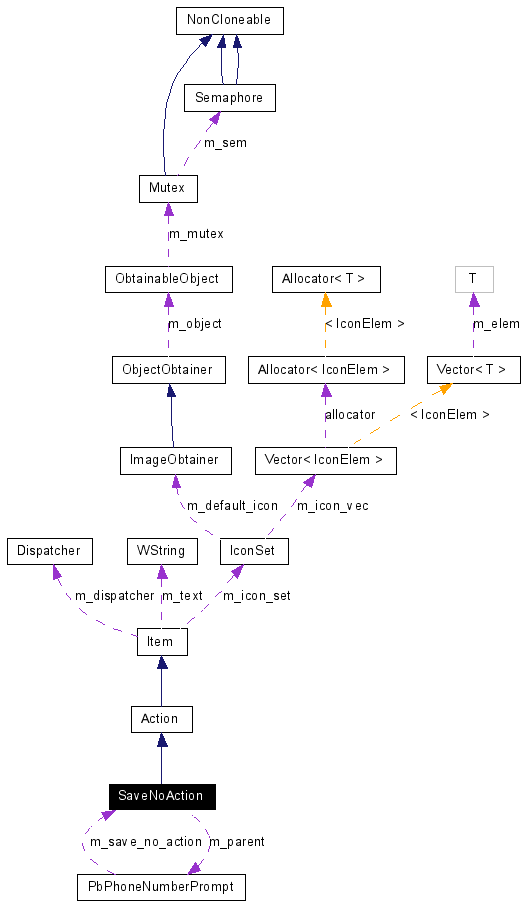 NonCloneable
Semaphore
m_sem
Mutex
m_mutex
ObtainableObject
Allocator< T >
T
m_object
< IconElem >
m_elem
ObjectObtainer
Allocator< IconElem >
Vector< T >
allocator
< IconElem >
ImageObtainer
Vector< IconElem >
m_default_icon
m_icon_vec
Dispatcher
WString
IconSet
m_dispatcher
m_text
m_icon_set
Item
Action
SaveNoAction
m_save_no_action
m_parent
PbPhoneNumberPrompt